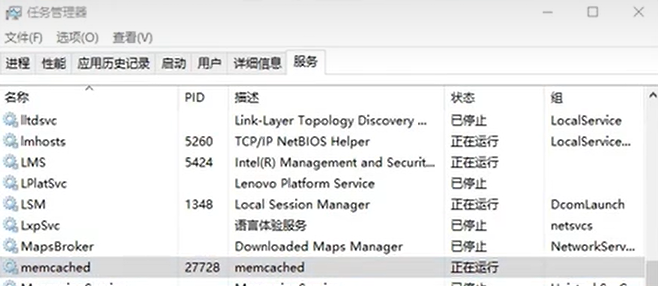 任务管理器
文件(F) 选项(O) 查看(V)
进程 性能 应用历史记录 启动 用户 详细信息 服务
名称 PID 描述 状态 组
lltdsvc Link-Layer Topology Discovery ... 已停止 LocalService
lmhosts 5260 TCP/IP NetBIOS Helper 正在运行 LocalService...
LMS 5424 Intel(R) Management and Securit... 正在运行
LPlatSvc Lenovo Platform Service 已停止
LSM 1348 Local Session Manager 正在运行 DcomLaunch
LxpSvc 语言体验服务 已停止 netsvcs
MapsBroker Downloaded Maps Manager 已停止 NetworkServ...
memcached 27728 memcached 正在运行